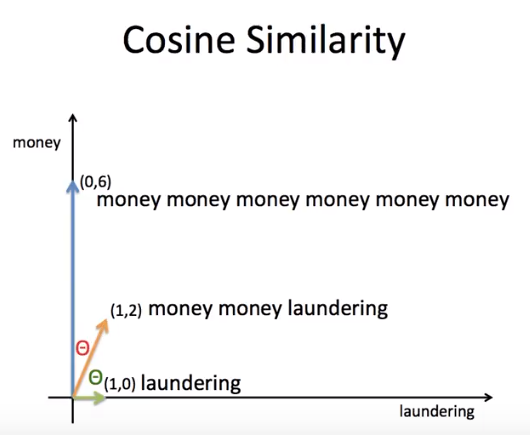 Cosine Similarity
money
(0,6)
money money money money money money
(1,2) money money laundering
Θ
Θ(1,0) laundering
laundering